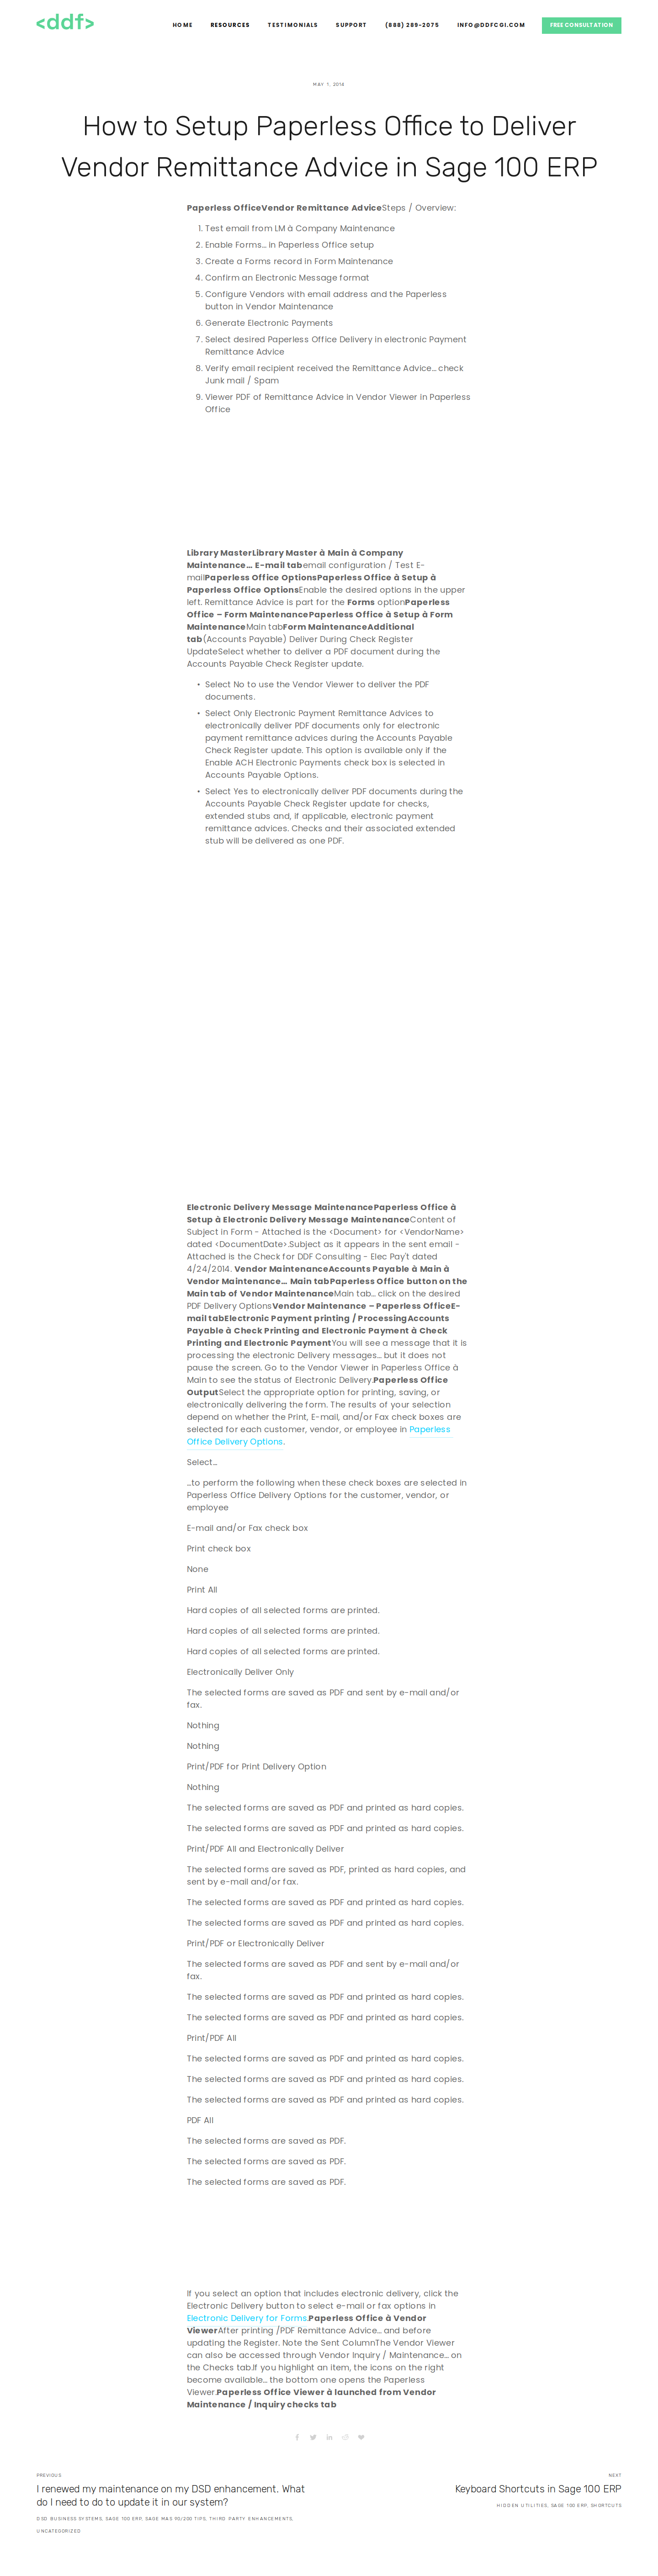 <ddf>
HOME RESOURCES TESTIMONIALS SUPPORT (888) 289-2075 INFO@DDFCGI.COM FREE CONSULTATION
MAY 1, 2014
How to Setup Paperless Office to Deliver
Vendor Remittance Advice in Sage 100 ERP
Paperless OfficeVendor Remittance AdviceSteps / Overview:
1. Test email from LM à Company Maintenance
2. Enable Forms… in Paperless Office setup
3. Create a Forms record in Form Maintenance
4. Confirm an Electronic Message format
5. Configure Vendors with email address and the Paperless
button in Vendor Maintenance
6. Generate Electronic Payments
7. Select desired Paperless Office Delivery in electronic Payment
Remittance Advice
8. Verify email recipient received the Remittance Advice… check
Junk mail / Spam
9. Viewer PDF of Remittance Advice in Vendor Viewer in Paperless
Office
Library MasterLibrary Master à Main à Company
Maintenance… E-mail tabemail configuration / Test E-
mailPaperless Office OptionsPaperless Office à Setup à
Paperless Office OptionsEnable the desired options in the upper
left. Remittance Advice is part for the Forms optionPaperless
Office – Form MaintenancePaperless Office à Setup à Form
MaintenanceMain tabForm MaintenanceAdditional
tab(Accounts Payable) Deliver During Check Register
UpdateSelect whether to deliver a PDF document during the
Accounts Payable Check Register update.
• Select No to use the Vendor Viewer to deliver the PDF
documents.
• Select Only Electronic Payment Remittance Advices to
electronically deliver PDF documents only for electronic
payment remittance advices during the Accounts Payable
Check Register update. This option is available only if the
Enable ACH Electronic Payments check box is selected in
Accounts Payable Options.
• Select Yes to electronically deliver PDF documents during the
Accounts Payable Check Register update for checks,
extended stubs and, if applicable, electronic payment
remittance advices. Checks and their associated extended
stub will be delivered as one PDF.
Electronic Delivery Message MaintenancePaperless Office à
Setup à Electronic Delivery Message MaintenanceContent of
Subject in Form - Attached is the <Document> for <VendorName>
dated <DocumentDate>.Subject as it appears in the sent email -
Attached is the Check for DDF Consulting - Elec Pay't dated
4/24/2014. Vendor MaintenanceAccounts Payable à Main à
Vendor Maintenance… Main tabPaperless Office button on the
Main tab of Vendor MaintenanceMain tab… click on the desired
PDF Delivery OptionsVendor Maintenance – Paperless OfficeE-
mail tabElectronic Payment printing / ProcessingAccounts
Payable à Check Printing and Electronic Payment à Check
Printing and Electronic PaymentYou will see a message that it is
processing the electronic Delivery messages… but it does not
pause the screen. Go to the Vendor Viewer in Paperless Office à
Main to see the status of Electronic Delivery.Paperless Office
OutputSelect the appropriate option for printing, saving, or
electronically delivering the form. The results of your selection
depend on whether the Print, E-mail, and/or Fax check boxes are
selected for each customer, vendor, or employee in Paperless
Office Delivery Options.
Select…
…to perform the following when these check boxes are selected in
Paperless Office Delivery Options for the customer, vendor, or
employee
E-mail and/or Fax check box
Print check box
None
Print All
Hard copies of all selected forms are printed.
Hard copies of all selected forms are printed.
Hard copies of all selected forms are printed.
Electronically Deliver Only
The selected forms are saved as PDF and sent by e-mail and/or
fax.
Nothing
Nothing
Print/PDF for Print Delivery Option
Nothing
The selected forms are saved as PDF and printed as hard copies.
The selected forms are saved as PDF and printed as hard copies.
Print/PDF All and Electronically Deliver
The selected forms are saved as PDF, printed as hard copies, and
sent by e-mail and/or fax.
The selected forms are saved as PDF and printed as hard copies.
The selected forms are saved as PDF and printed as hard copies.
Print/PDF or Electronically Deliver
The selected forms are saved as PDF and sent by e-mail and/or
fax.
The selected forms are saved as PDF and printed as hard copies.
The selected forms are saved as PDF and printed as hard copies.
Print/PDF All
The selected forms are saved as PDF and printed as hard copies.
The selected forms are saved as PDF and printed as hard copies.
The selected forms are saved as PDF and printed as hard copies.
PDF All
The selected forms are saved as PDF.
The selected forms are saved as PDF.
The selected forms are saved as PDF.
If you select an option that includes electronic delivery, click the
Electronic Delivery button to select e-mail or fax options in
Electronic Delivery for Forms.Paperless Office à Vendor
ViewerAfter printing /PDF Remittance Advice… and before
updating the Register. Note the Sent ColumnThe Vendor Viewer
can also be accessed through Vendor Inquiry / Maintenance… on
the Checks tab.If you highlight an item, the icons on the right
become available… the bottom one opens the Paperless
Viewer.Paperless Office Viewer à launched from Vendor
Maintenance / Inquiry checks tab
PREVIOUS
I renewed my maintenance on my DSD enhancement. What
do I need to do to update it in our system?
DSD BUSINESS SYSTEMS, SAGE 100 ERP, SAGE MAS 90/200 TIPS, THIRD PARTY ENHANCEMENTS,
UNCATEGORIZED
NEXT
Keyboard Shortcuts in Sage 100 ERP
HIDDEN UTILITIES, SAGE 100 ERP, SHORTCUTS